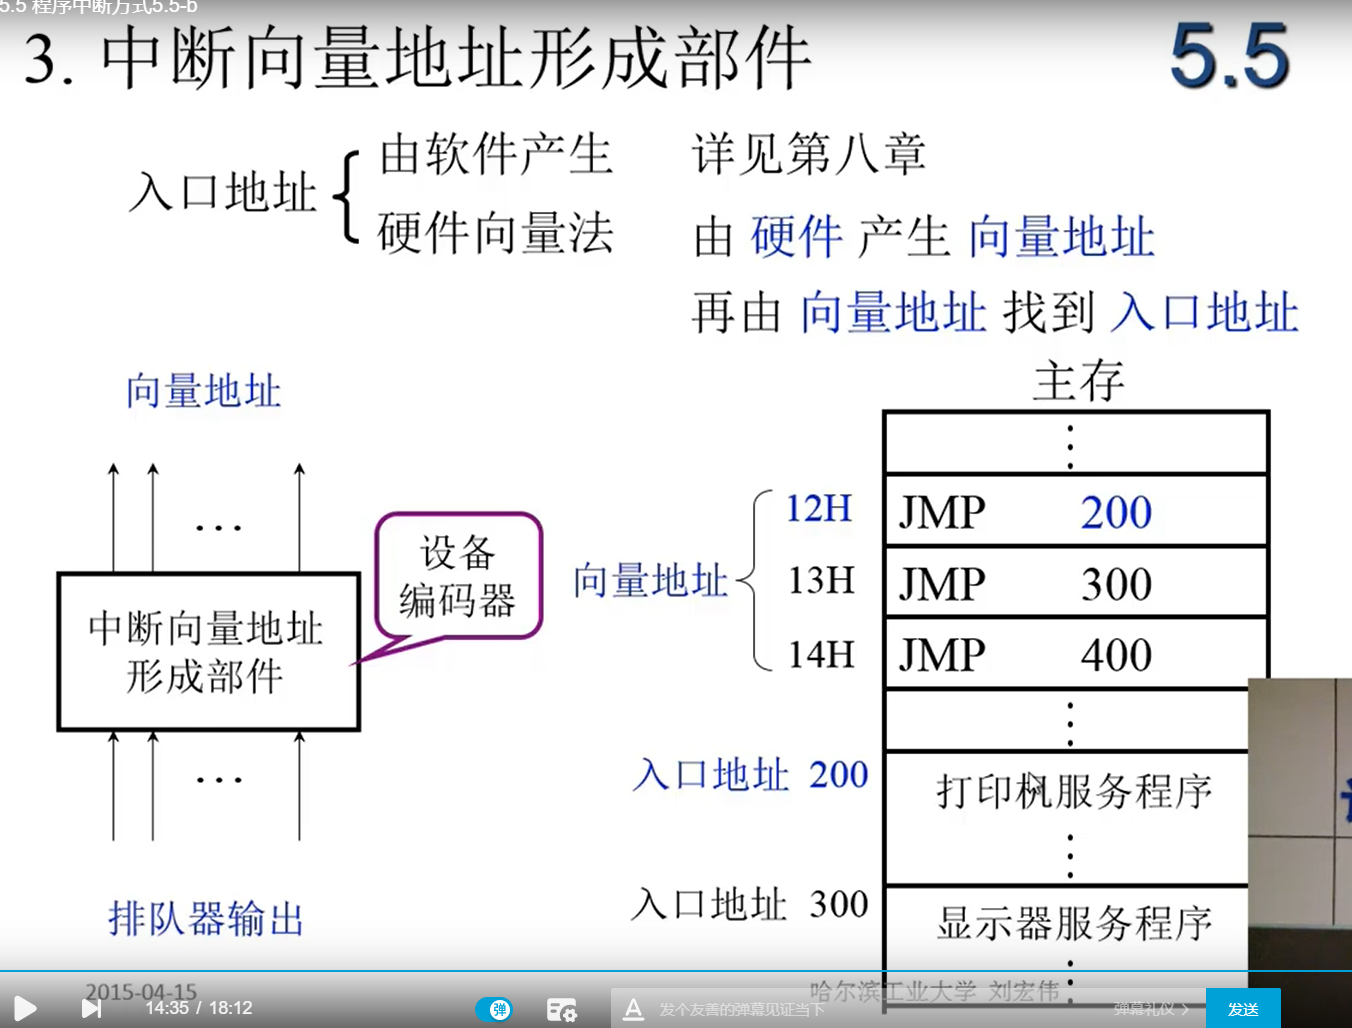 5.5 程序中断方式5.5-b
3. 中断向量地址形成部件
5.5
入口地址
由软件产生 详见第八章
硬件向量法 由 硬件 产生 向量地址
再由 向量地址 找到 入口地址
向量地址
...
中断向量地址
形成部件
设备
编码器
...
排队器输出
主存
向量地址
12H JMP 200
13H JMP 300
14H JMP 400
入口地址 200 打印机服务程序
入口地址 300 显示器服务程序
2015-04-15
哈尔滨工业大学 刘宏伟
14:35 / 18:12
弹
A
发个友善的弹幕见证当下
弹幕礼仪 >
发送